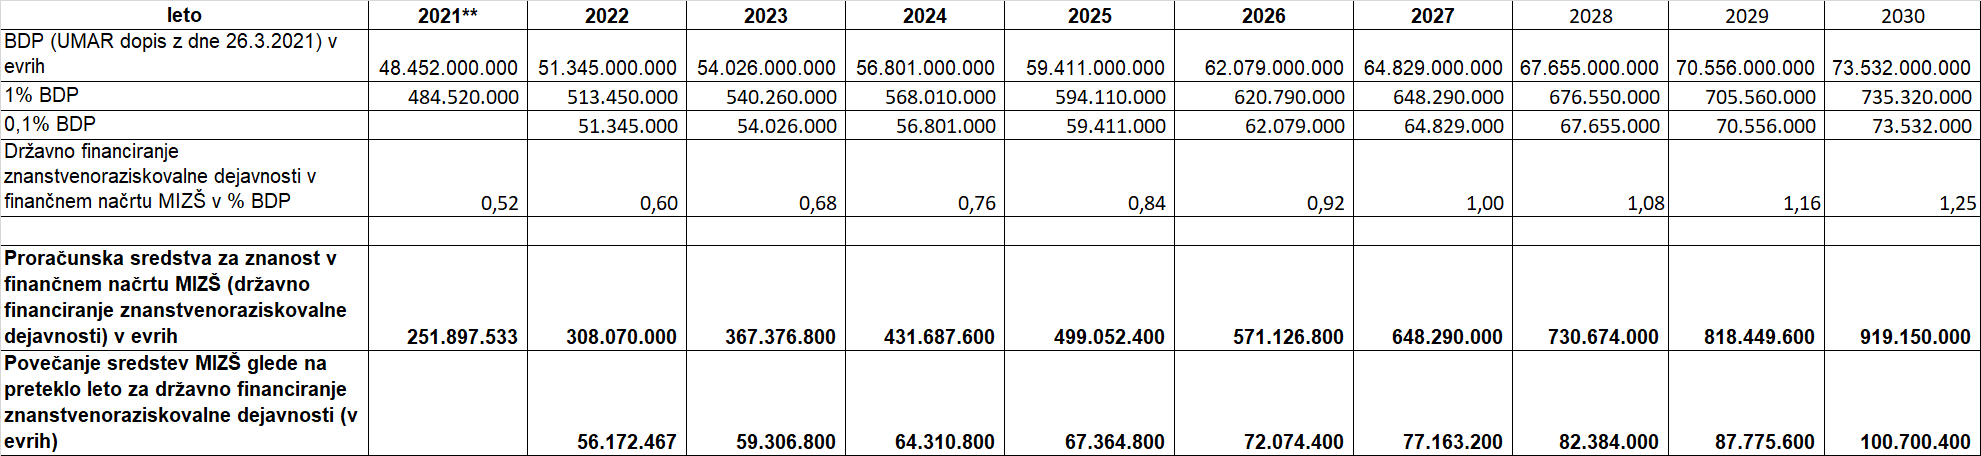 leto 2021** 2022 2023 2024 2025 2026 2027 2028 2029 2030
BDP (UMAR dopis z dne 26.3.2021) v
evrih 48.452.000.000 51.345.000.000 54.026.000.000 56.801.000.000 59.411.000.000 62.079.000.000 64.829.000.000 67.655.000.000 70.556.000.000 73.532.000.000
1% BDP 484.520.000 513.450.000 540.260.000 568.010.000 594.110.000 620.790.000 648.290.000 676.550.000 705.560.000 735.320.000
0,1% BDP 51.345.000 54.026.000 56.801.000 59.411.000 62.079.000 64.829.000 67.655.000 70.556.000 73.532.000
Državno financiranje
znanstvenoraziskovalne dejavnosti v
finančnem načrtu MIZŠ v % BDP 0,52 0,60 0,68 0,76 0,84 0,92 1,00 1,08 1,16 1,25
Proračunska sredstva za znanost v
finančnem načrtu MIZŠ (državno
financiranje znanstvenoraziskovalne
dejavnosti) v evrih 251.897.533 308.070.000 367.376.800 431.687.600 499.052.400 571.126.800 648.290.000 730.674.000 818.449.600 919.150.000
Povečanje sredstev MIZŠ glede na
preteklo leto za državno financiranje
znanstvenoraziskovalne dejavnosti (v
evrih) 56.172.467 59.306.800 64.310.800 67.364.800 72.074.400 77.163.200 82.384.000 87.775.600 100.700.400